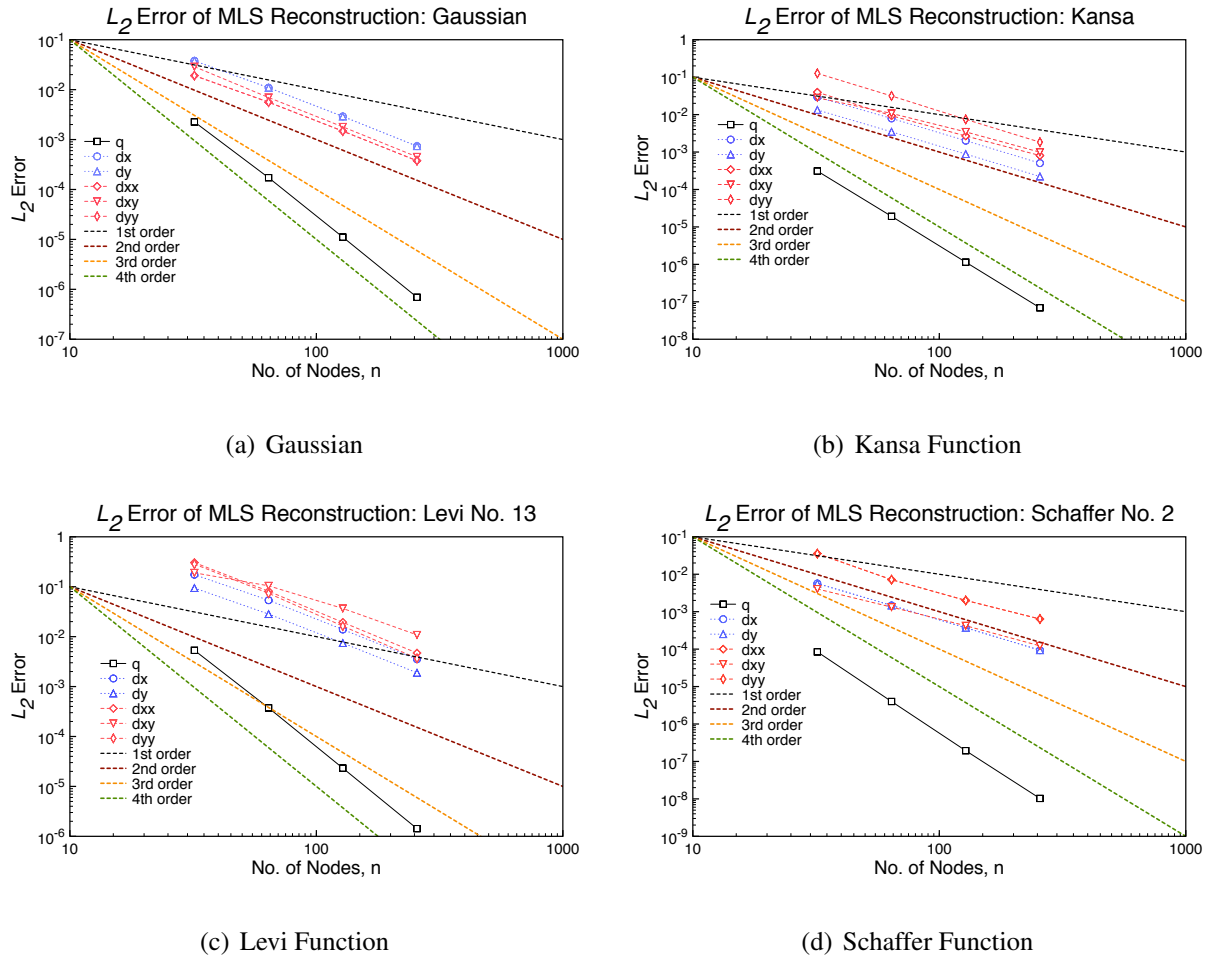 L2 Error of MLS Reconstruction: Gaussian
10-1
10-2
10-3
10-4
10-5
10-6
10-7
L2 Error
q
dx
dy
dxx
dxy
dyy
1st order
2nd order
3rd order
4th order
10 100 1000
No. of Nodes, n
(a) Gaussian
L2 Error of MLS Reconstruction: Kansa
1
10-1
10-2
10-3
10-4
10-5
10-6
10-7
10-8
L2 Error
q
dx
dy
dxx
dxy
dyy
1st order
2nd order
3rd order
4th order
10 100 1000
No. of Nodes, n
(b) Kansa Function
L2 Error of MLS Reconstruction: Levi No. 13
1
10-1
10-2
10-3
10-4
10-5
10-6
L2 Error
q
dx
dy
dxx
dxy
dyy
1st order
2nd order
3rd order
4th order
10 100 1000
No. of Nodes, n
(c) Levi Function
L2 Error of MLS Reconstruction: Schaffer No. 2
10-1
10-2
10-3
10-4
10-5
10-6
10-7
10-8
10-9
L2 Error
q
dx
dy
dxx
dxy
dyy
1st order
2nd order
3rd order
4th order
10 100 1000
No. of Nodes, n
(d) Schaffer Function